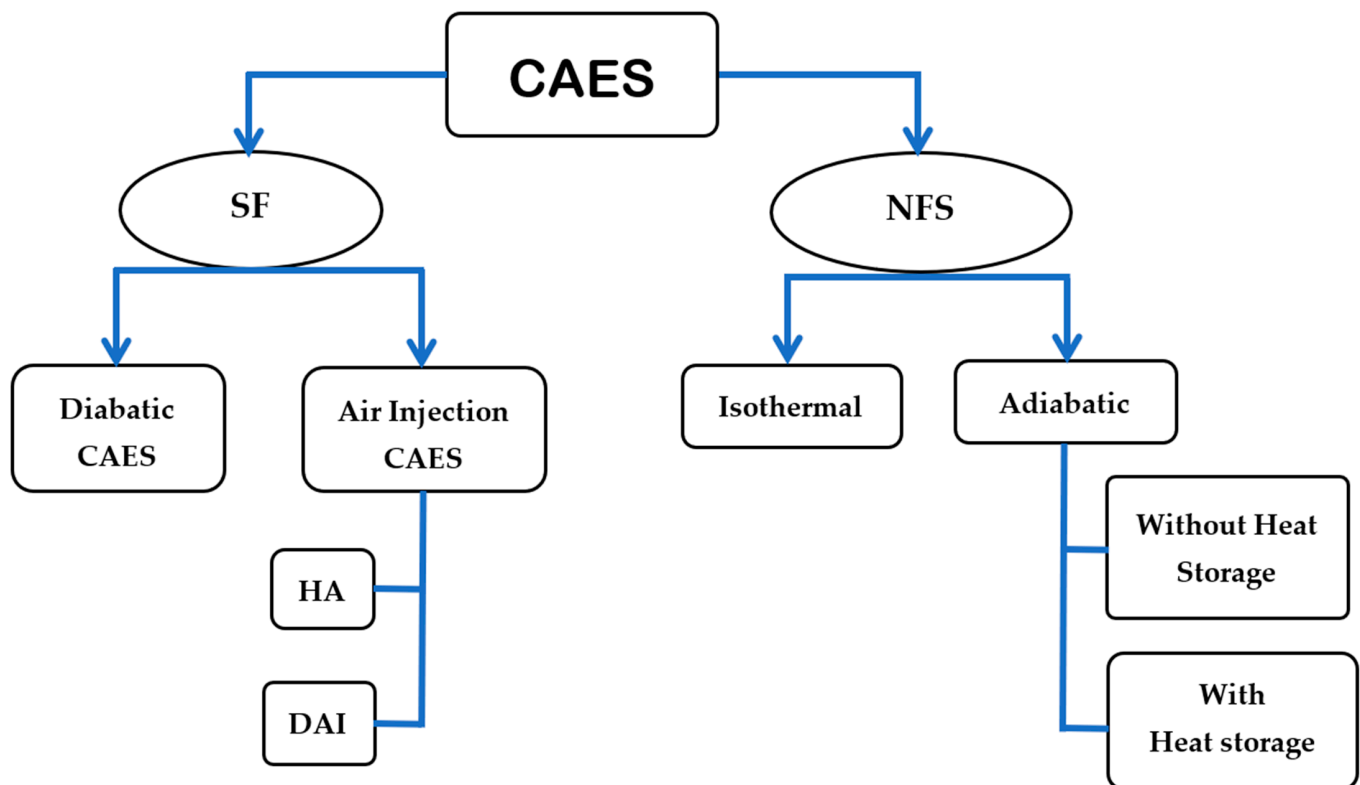 CAES
SF
NFS
Diabatic
CAES
Air Injection
CAES
Isothermal
Adiabatic
HA
DAI
Without Heat
Storage
With
Heat storage